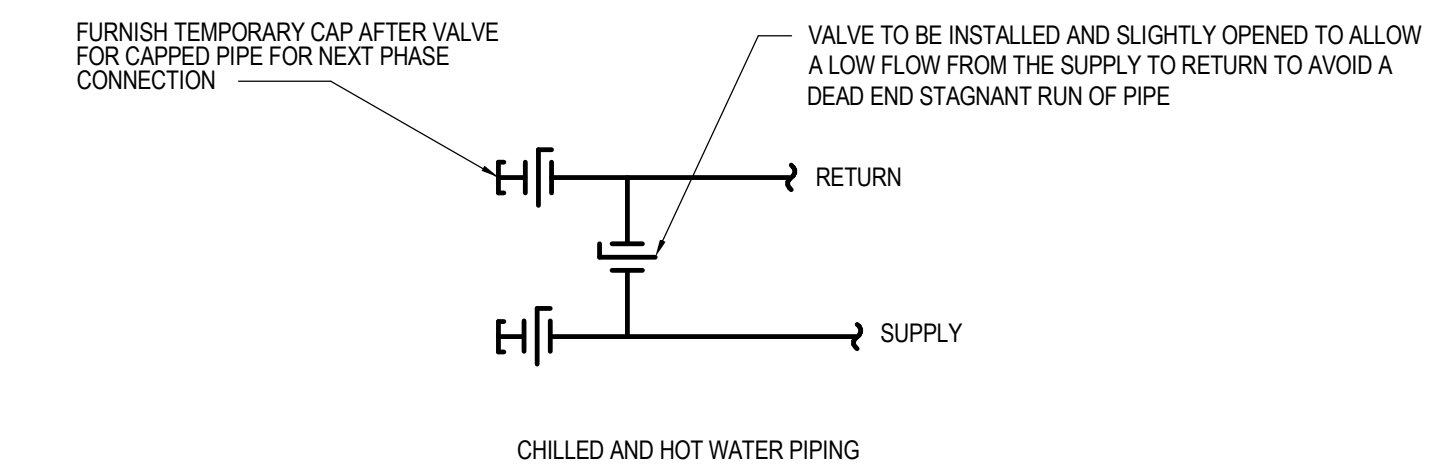 FURNISH TEMPORARY CAP AFTER VALVE
FOR CAPPED PIPE FOR NEXT PHASE
CONNECTION
VALVE TO BE INSTALLED AND SLIGHTLY OPENED TO ALLOW
A LOW FLOW FROM THE SUPPLY TO RETURN TO AVOID A
DEAD END STAGNANT RUN OF PIPE
RETURN
SUPPLY
CHILLED AND HOT WATER PIPING